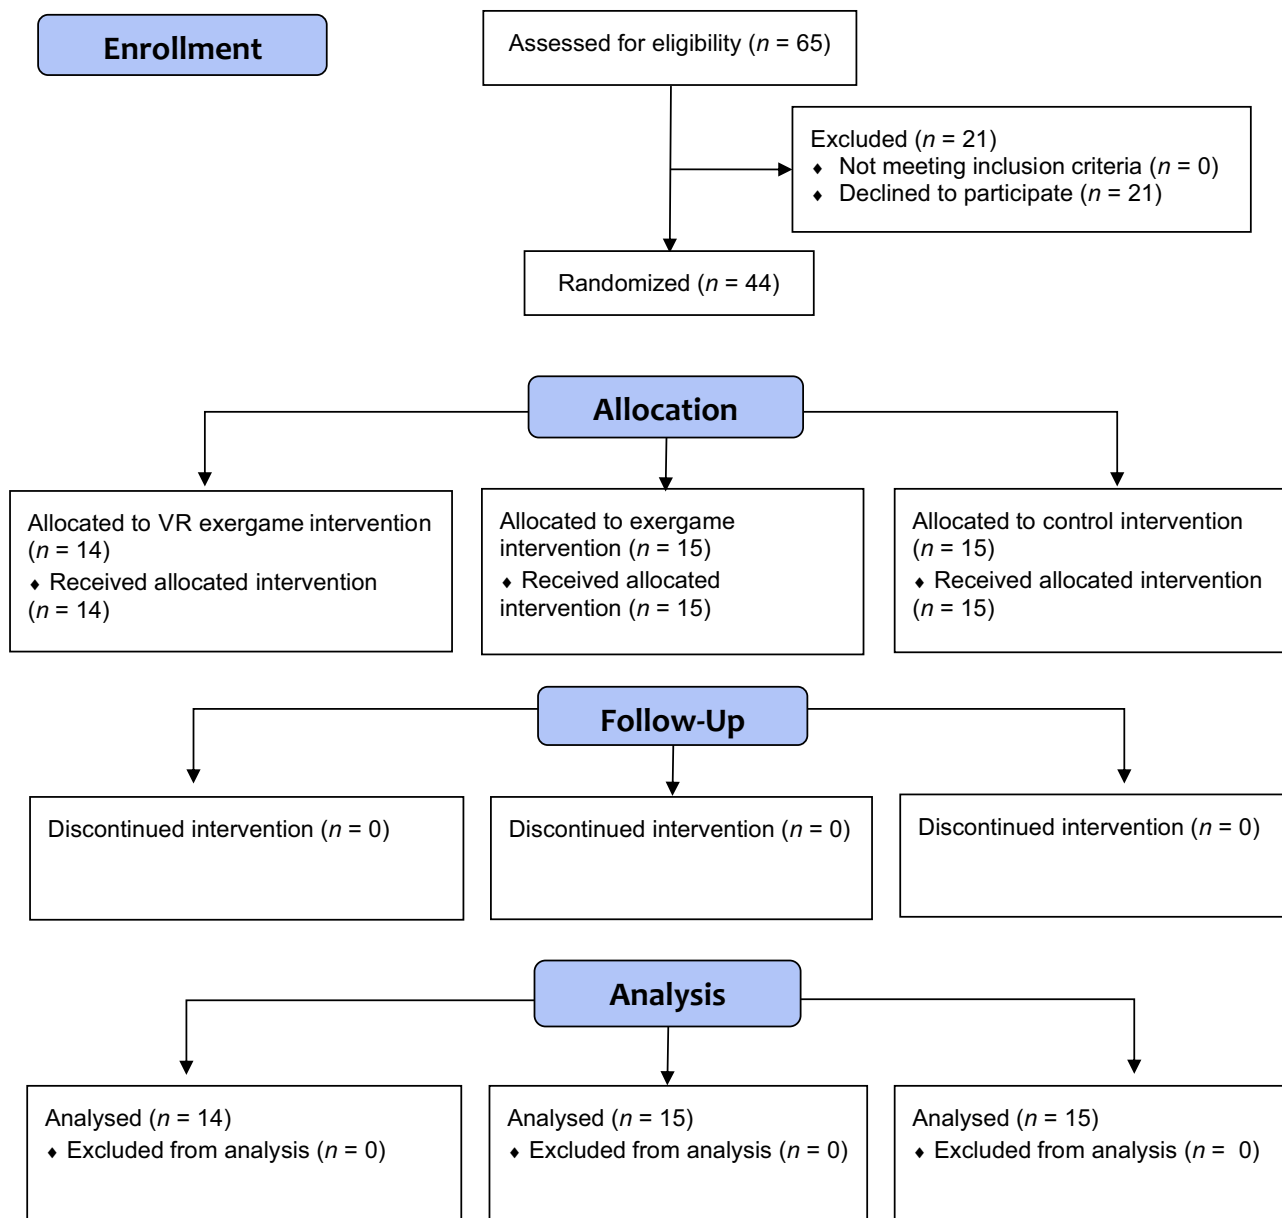 Enrollment
Assessed for eligibility (n = 65)
Excluded (n = 21)
♦ Not meeting inclusion criteria (n = 0)
♦ Declined to participate (n = 21)
Randomized (n = 44)
Allocation
Allocated to VR exergame intervention
(n = 14)
♦ Received allocated intervention
(n = 14)
Allocated to exergame
intervention (n = 15)
♦ Received allocated
intervention (n = 15)
Allocated to control intervention
(n = 15)
♦ Received allocated intervention
(n = 15)
Follow-Up
Discontinued intervention (n = 0)
Discontinued intervention (n = 0)
Discontinued intervention (n = 0)
Analysis
Analysed (n = 14)
♦ Excluded from analysis (n = 0)
Analysed (n = 15)
♦ Excluded from analysis (n = 0)
Analysed (n = 15)
♦ Excluded from analysis (n =  0)